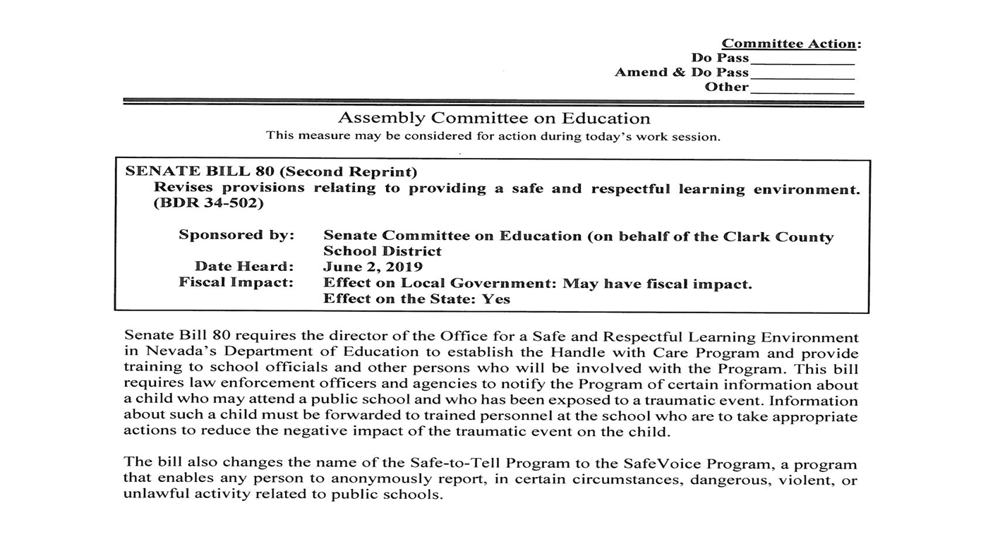 Committee Action:
Do Pass____________
Amend & Do Pass____________
Other____________
Assembly Committee on Education
This measure may be considered for action during today's work session.
SENATE BILL 80 (Second Reprint)
Revises provisions relating to providing a safe and respectful learning environment.
(BDR 34-502)
Sponsored by: Senate Committee on Education (on behalf of the Clark County
School District
Date Heard: June 2, 2019
Fiscal Impact: Effect on Local Government: May have fiscal impact.
Effect on the State: Yes
Senate Bill 80 requires the director of the Office for a Safe and Respectful Learning Environment
in Nevada's Department of Education to establish the Handle with Care Program and provide
training to school officials and other persons who will be involved with the Program. This bill
requires law enforcement officers and agencies to notify the Program of certain information about
a child who may attend a public school and who has been exposed to a traumatic event. Information
about such a child must be forwarded to trained personnel at the school who are to take appropriate
actions to reduce the negative impact of the traumatic event on the child.
The bill also changes the name of the Safe-to-Tell Program to the SafeVoice Program, a program
that enables any person to anonymously report, in certain circumstances, dangerous, violent, or
unlawful activity related to public schools.